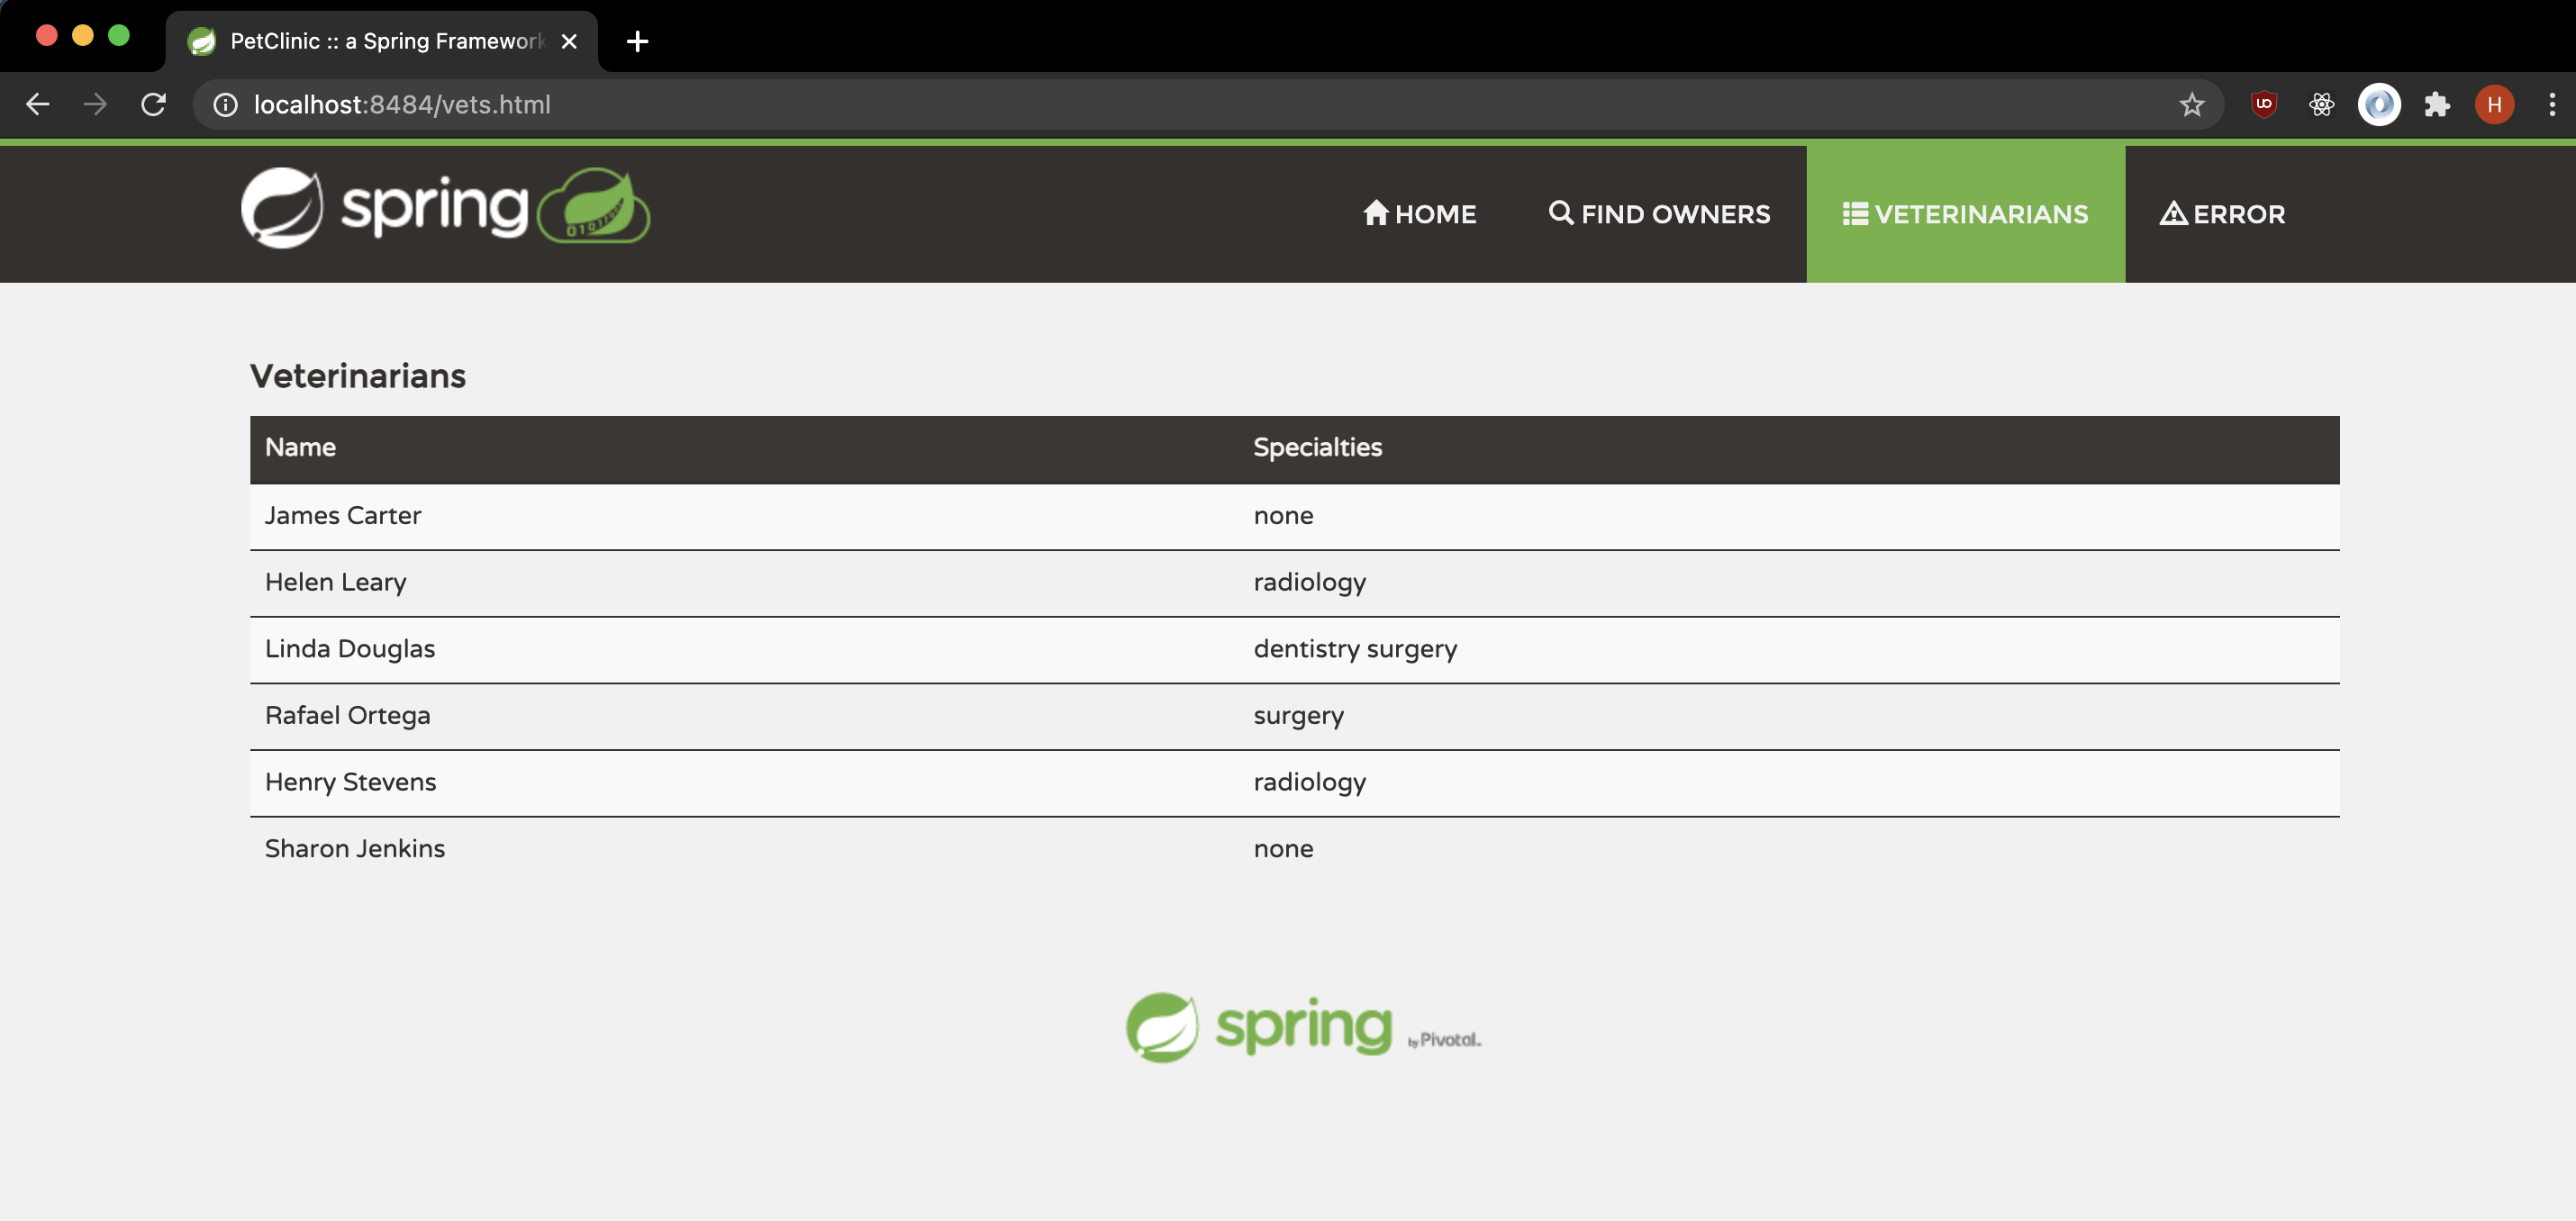 PetClinic :: a Spring Framework
localhost:8484/vets.html
H
spring
HOME FIND OWNERS VETERINARIANS ERROR
Veterinarians
Name Specialties
James Carter none
Helen Leary radiology
Linda Douglas dentistry surgery
Rafael Ortega surgery
Henry Stevens radiology
Sharon Jenkins none
spring by Pivotal